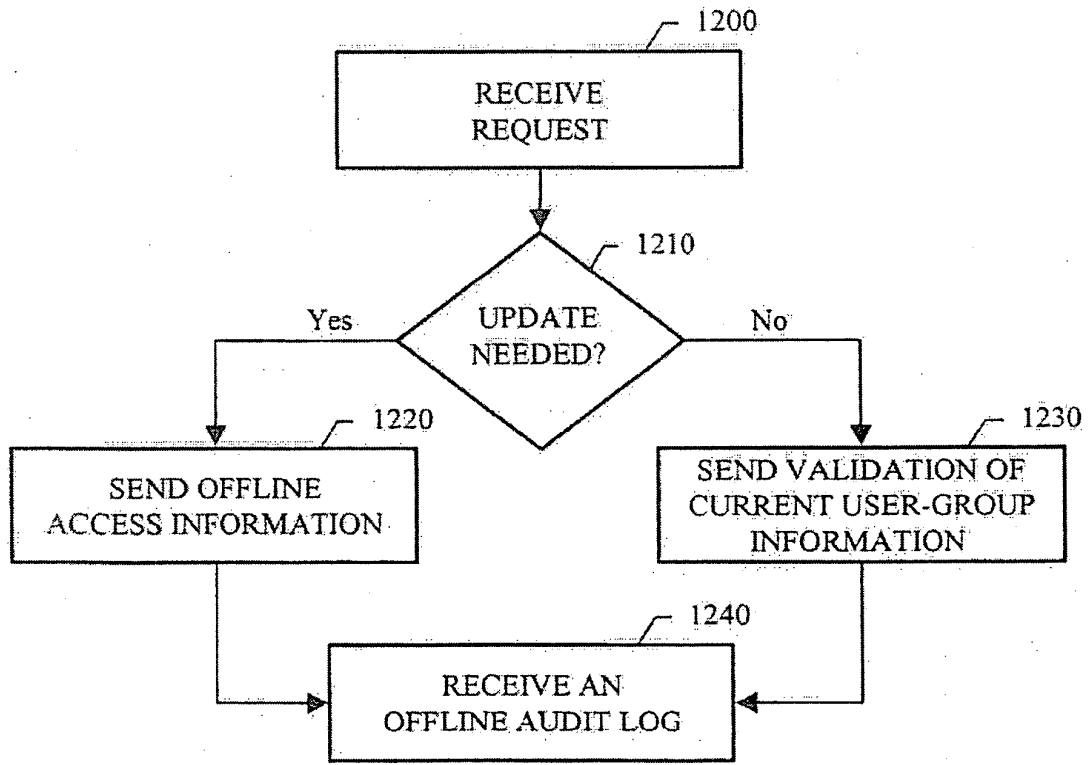 1200
RECEIVE
REQUEST
1210
UPDATE
NEEDED?
Yes
No
1220
SEND OFFLINE
ACCESS INFORMATION
1230
SEND VALIDATION OF
CURRENT USER-GROUP
INFORMATION
1240
RECEIVE AN
OFFLINE AUDIT LOG